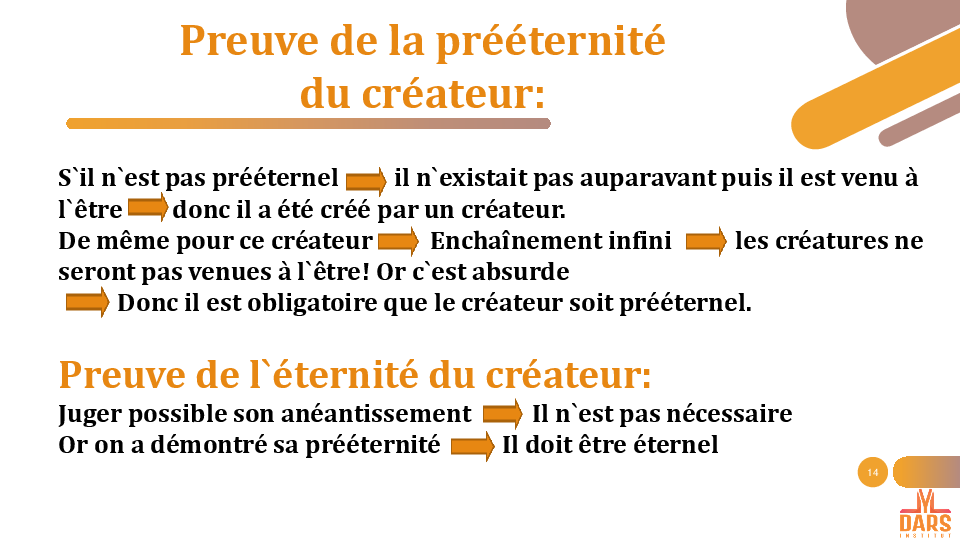 Preuve de la prééternité
du créateur:
S`il n`est pas prééternel il n`existait pas auparavant puis il est venu à
l`être donc il a été créé par un créateur.
De même pour ce créateur Enchaînement infini les créatures ne
seront pas venues à l`être! Or c`est absurde
Donc il est obligatoire que le créateur soit prééternel.
Preuve de l`éternité du créateur:
Juger possible son anéantissement Il n`est pas nécessaire
Or on a démontré sa prééternité Il doit être éternel
14
DARS
INSTITUT